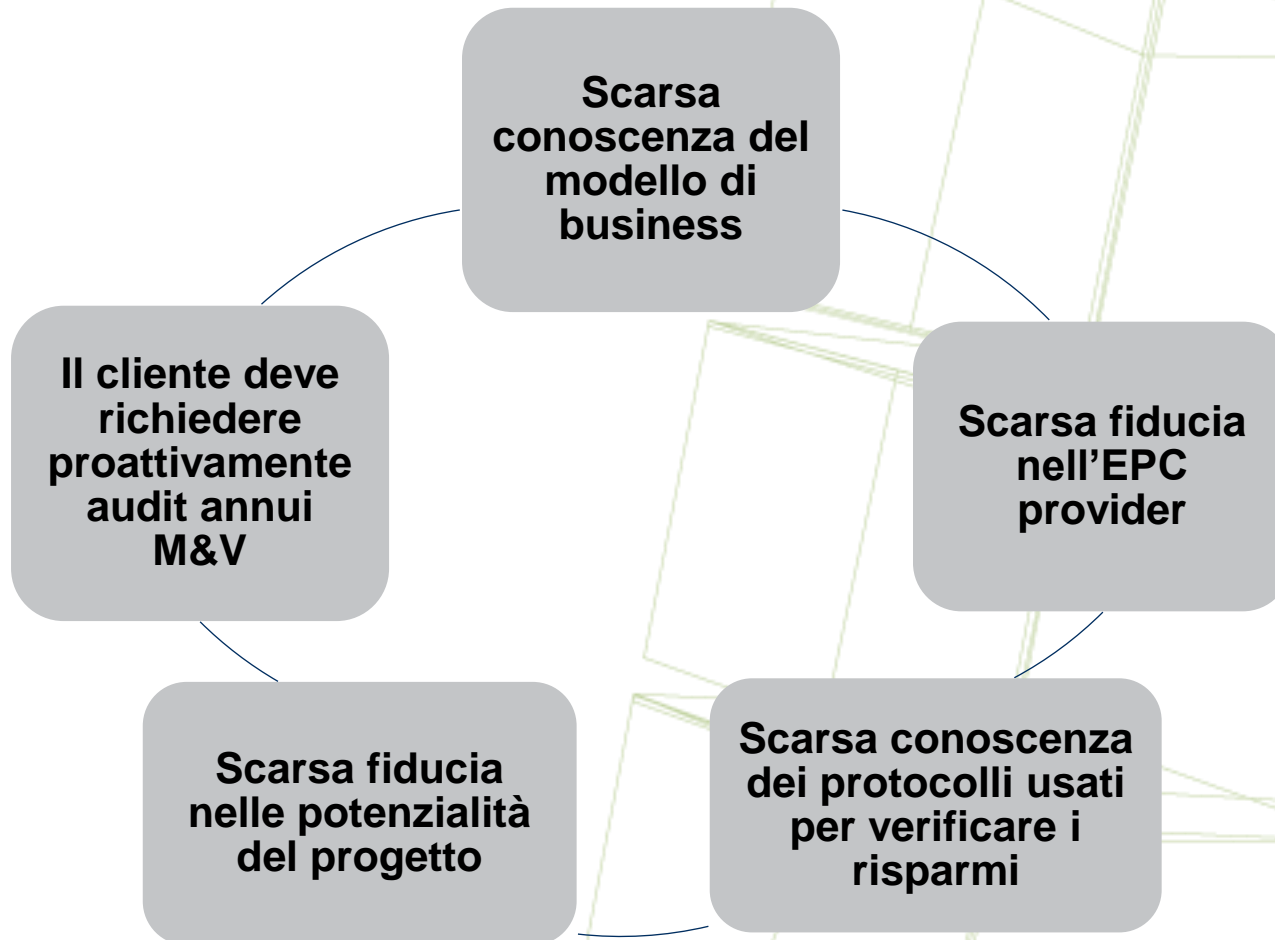 Scarsa
conoscenza del
modello di
business
Scarsa fiducia
nell'EPC
provider
Scarsa conoscenza
dei protocolli usati
per verificare i
risparmi
Scarsa fiducia
nelle potenzialità
del progetto
Il cliente deve
richiedere
proattivamente
audit annui
M&V